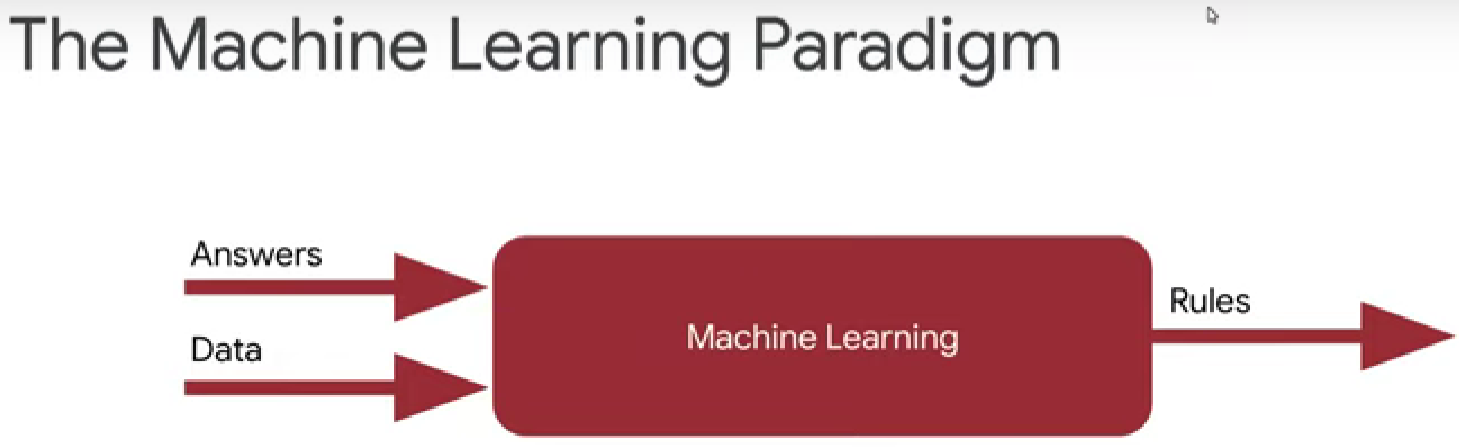 The Machine Learning Paradigm
Answers
Data
Machine Learning
Rules